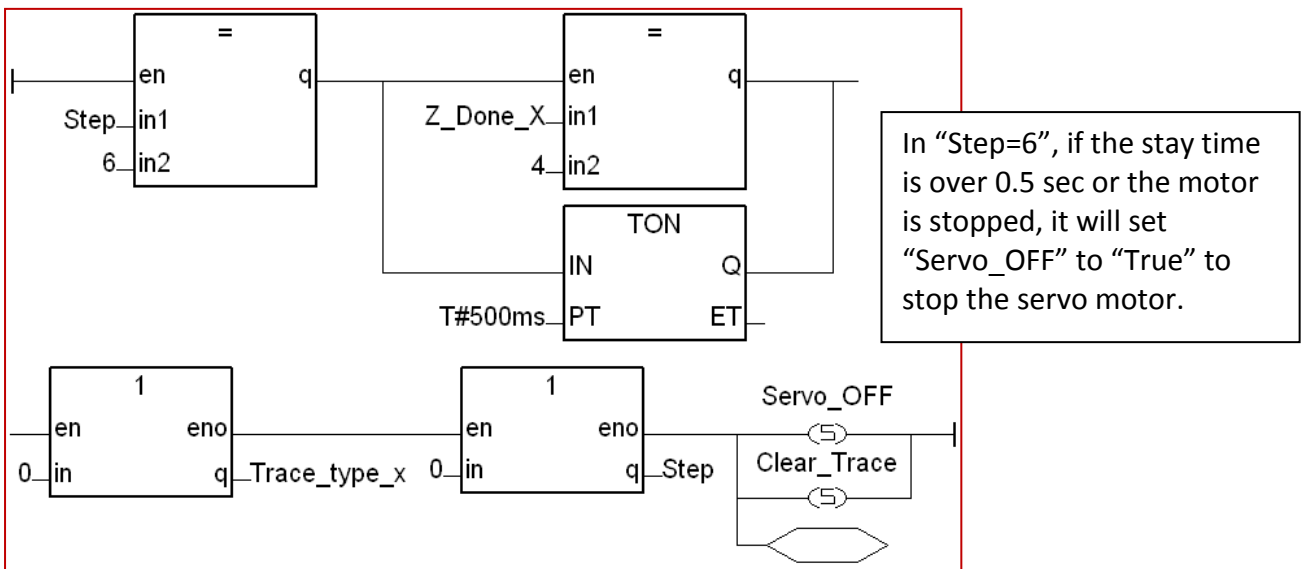 = =
en q en q
Step in1 Z_Done_X in1
6 in2 4 in2
TON
IN Q
T#500ms PT ET
In “Step=6”, if the stay time
is over 0.5 sec or the motor
is stopped, it will set
“Servo_OFF” to “True” to
stop the servo motor.
1 1 Servo_OFF
en eno en eno S
0 in q Trace_type_x 0 in q Step Clear_Trace
S